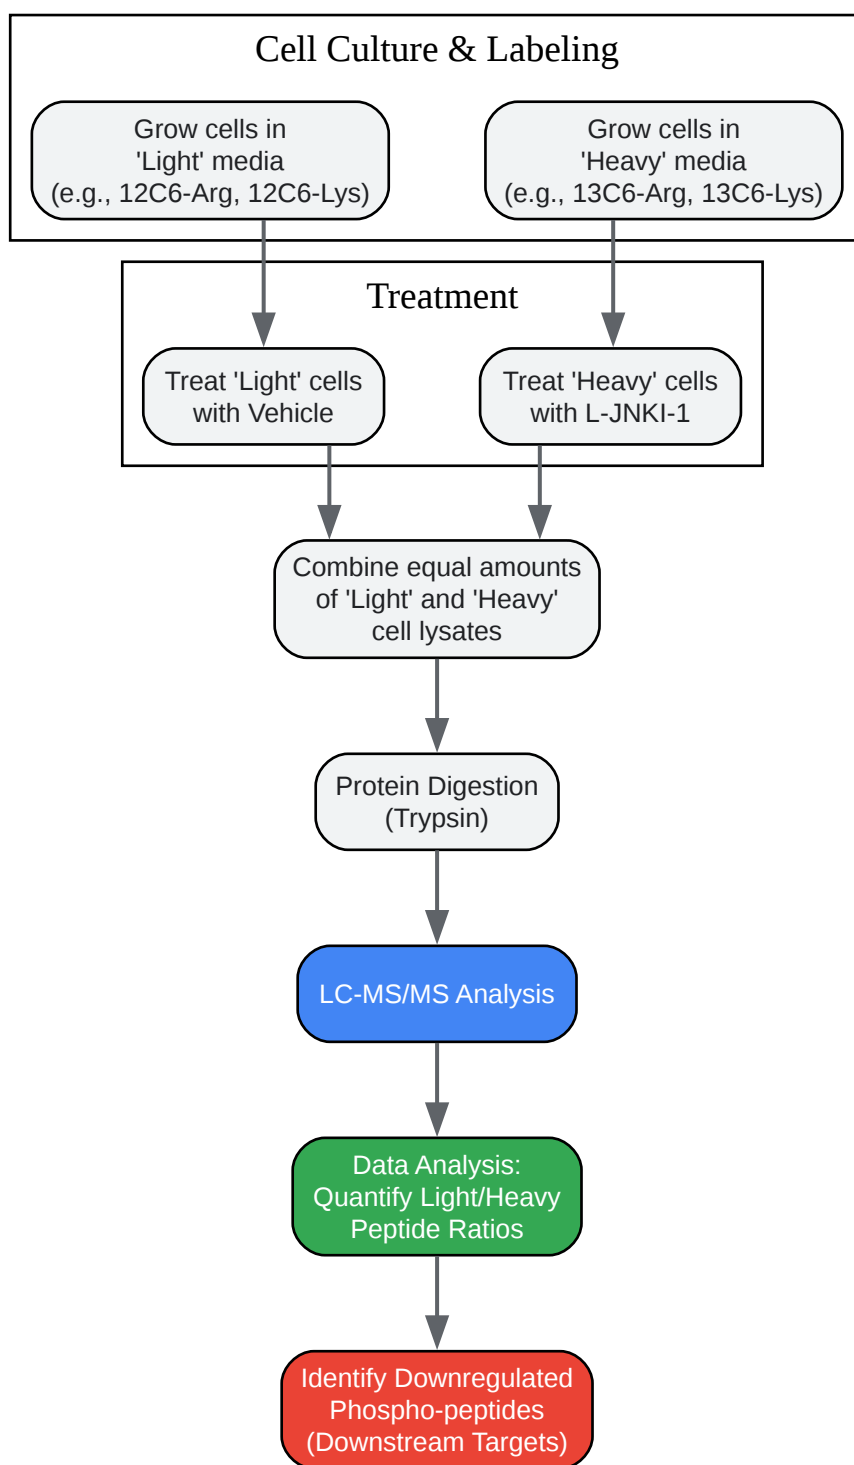 Cell Culture & Labeling
Grow cells in
'Light' media
(e.g., 12C6-Arg, 12C6-Lys)
Grow cells in
'Heavy' media
(e.g., 13C6-Arg, 13C6-Lys)
Treatment
Treat 'Light' cells
with Vehicle
Treat 'Heavy' cells
with L-JNKI-1
Combine equal amounts
of 'Light' and 'Heavy'
cell lysates
Protein Digestion
(Trypsin)
LC-MS/MS Analysis
Data Analysis:
Quantify Light/Heavy
Peptide Ratios
Identify Downregulated
Phospho-peptides
(Downstream Targets)